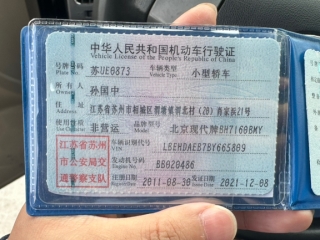 中华人民共和国机动车行驶证
Vehicle License of the People's Republic of China
号牌号码 Plate No. 苏UE6873 车辆类型 Vehicle Type 小型轿车
所有人 Owner 孙国中
住址 Address 江苏省苏州市相城区望塘镇
使用性质 非营运 品牌型号 Model 北京现代牌BH7160BMY
江苏省苏州
市公安局交
通警察支队
车辆识别代号 VIN LBEHDAEB7BY665809
发动机号码 Engine No. BB020486
注册日期 Register Date 2011-08-30 发证日期 Issue Date 2021-12-08